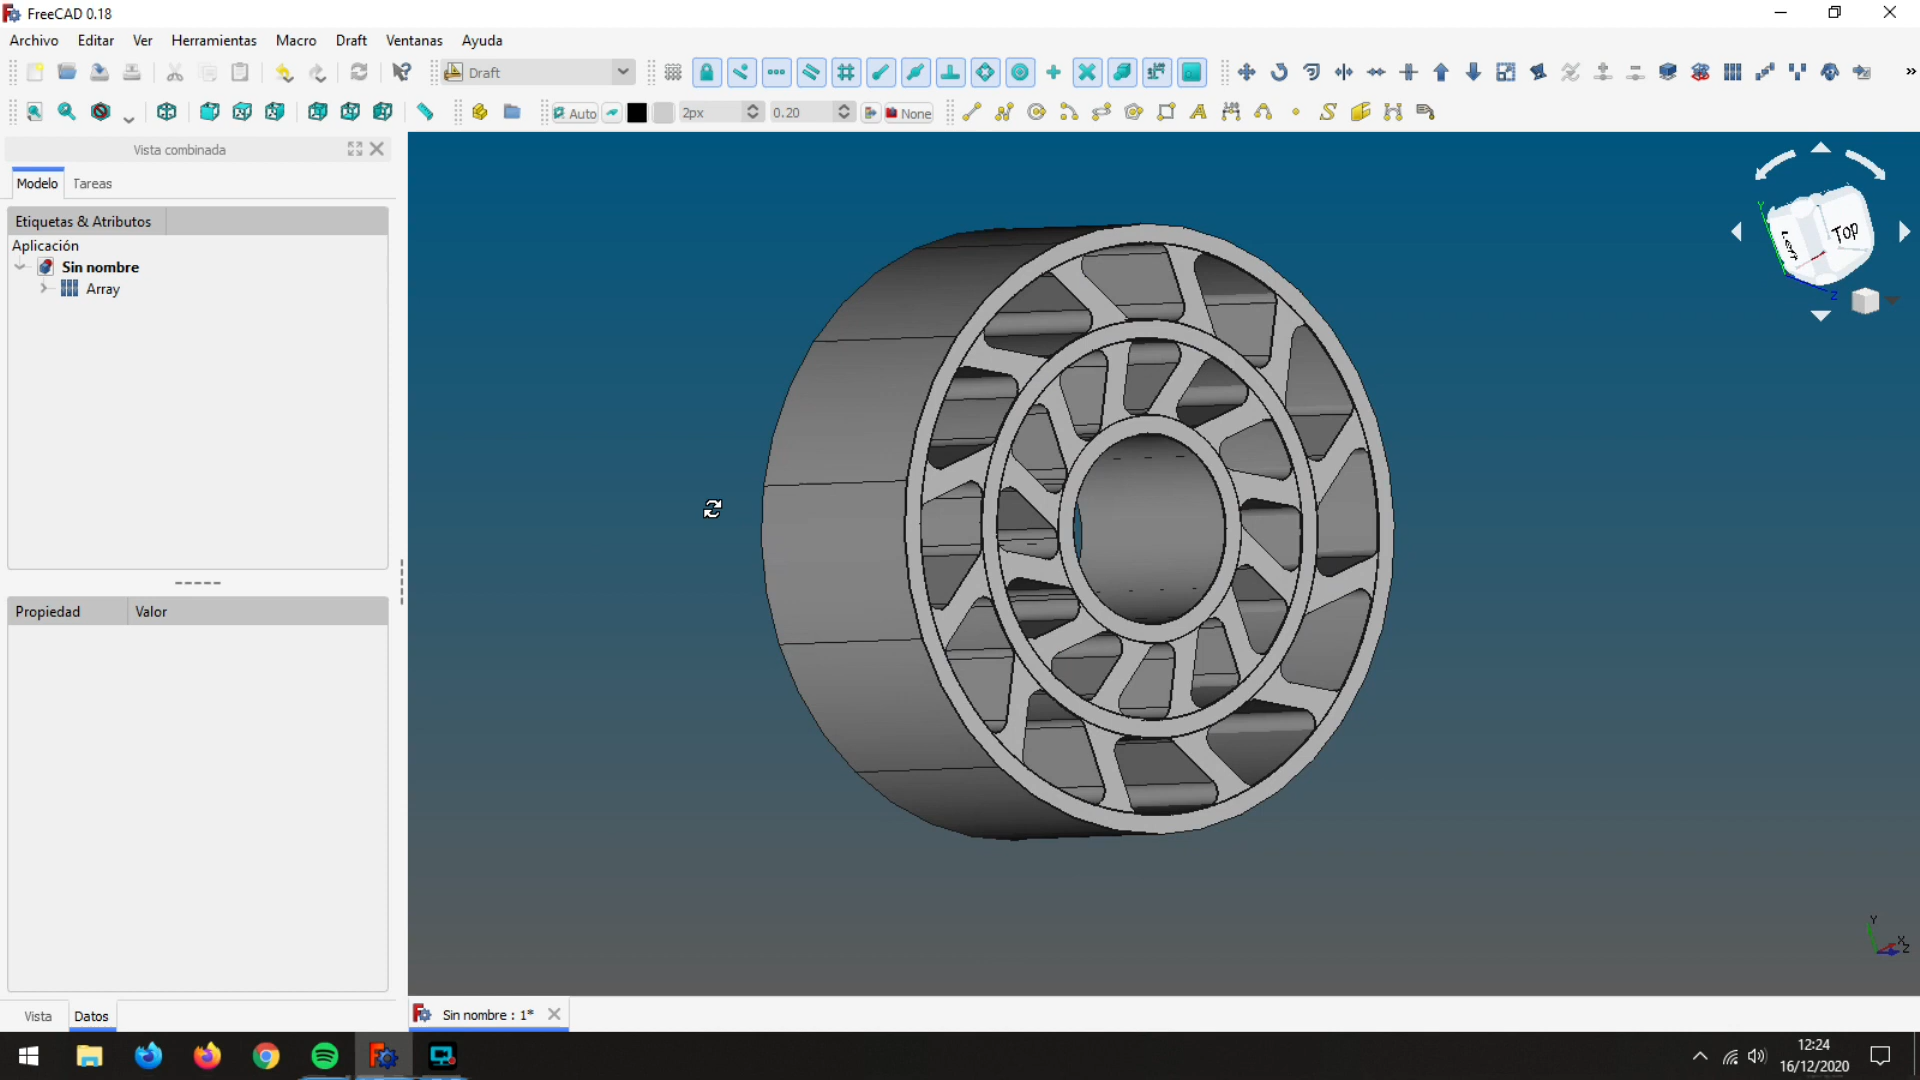 FreeCAD 0.18
Archivo Editar Ver Herramientas Macro Draft Ventanas Ayuda
Draft
Auto 2px 0.20 None
Vista combinada
Modelo Tareas
Etiquetas & Atributos
Aplicación
Sin nombre
Array
Propiedad Valor
Vista Datos
Top
Left
Y
Z
Y
X
Z
Sin nombre : 1*
12:24
16/12/2020